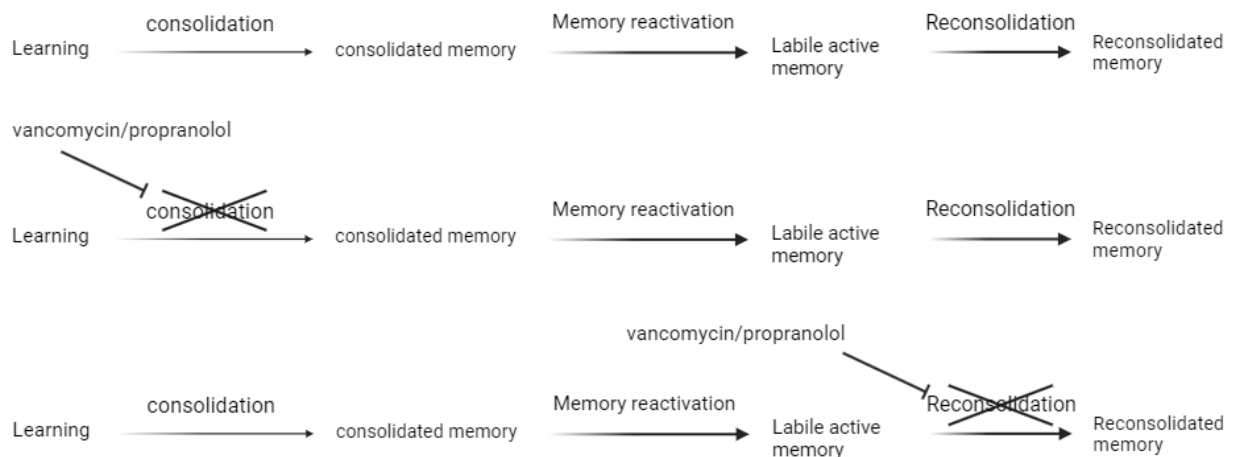 consolidation
Memory reactivation
Reconsolidation
Learning
consolidated memory
Labile active
memory
Reconsolidated
memory
vancomycin/propranolol
consolidation
Memory reactivation
Reconsolidation
Learning
consolidated memory
Labile active
memory
Reconsolidated
memory
vancomycin/propranolol
consolidation
Memory reactivation
Reconsolidation
Learning
consolidated memory
Labile active
memory
Reconsolidated
memory